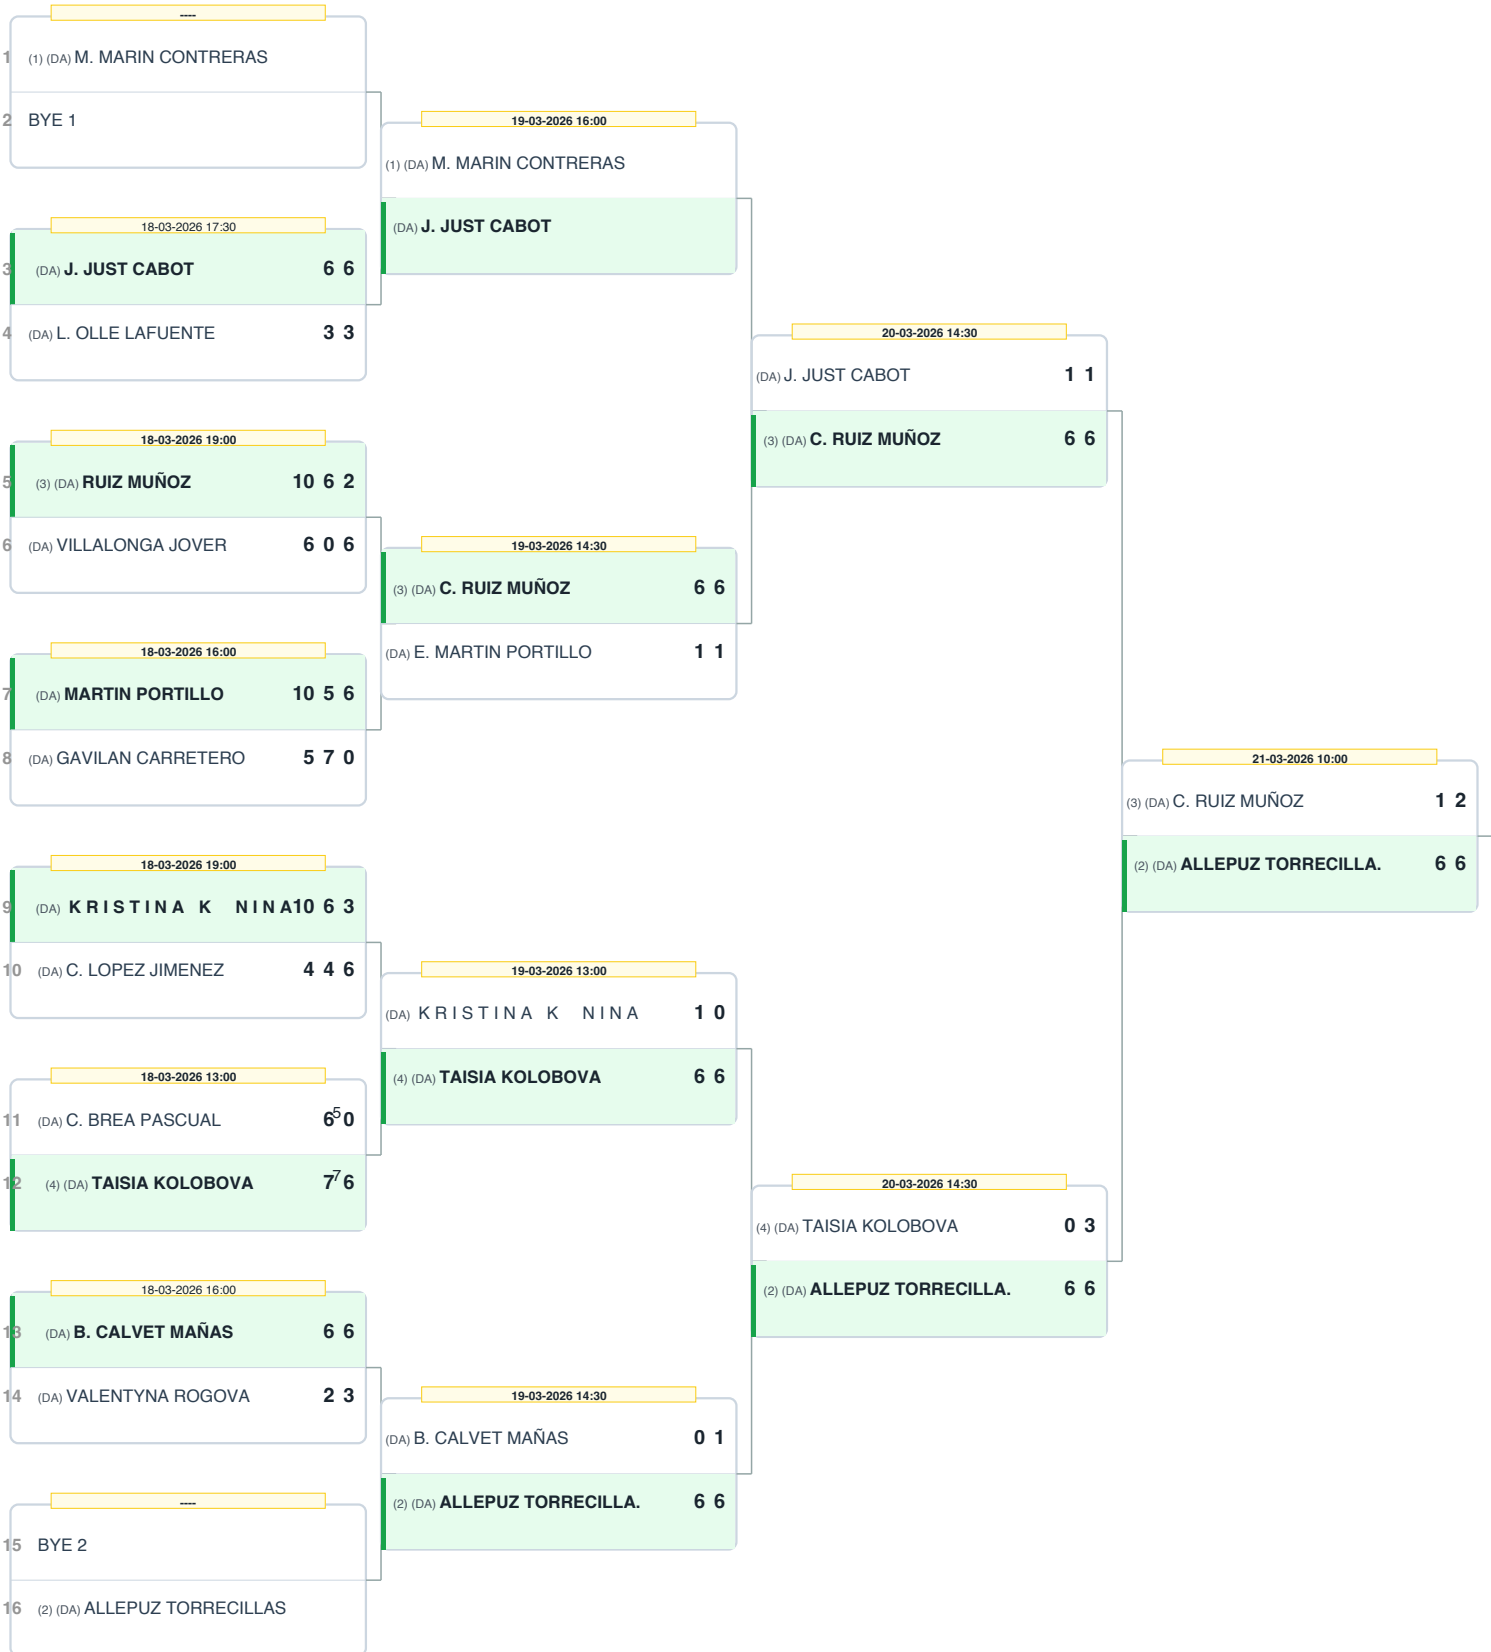 ----
1 (1) (DA) M. MARIN CONTRERAS
2 BYE 1
18-03-2026 17:30
3 (DA) J. JUST CABOT 6 6
4 (DA) L. OLLE LAFUENTE 3 3
18-03-2026 19:00
5 (3) (DA) RUIZ MUÑOZ 10 6 2
6 (DA) VILLALONGA JOVER 6 0 6
18-03-2026 16:00
7 (DA) MARTIN PORTILLO 10 5 6
8 (DA) GAVILAN CARRETERO 5 7 0
18-03-2026 19:00
9 (DA) KRISTINA K NINA 10 6 3
10 (DA) C. LOPEZ JIMENEZ 4 4 6
18-03-2026 13:00
11 (DA) C. BREA PASCUAL 6 5 0
12 (4) (DA) TAISIA KOLOBOVA 7 7 6
18-03-2026 16:00
13 (DA) B. CALVET MAÑAS 6 6
14 (DA) VALENTYNA ROGOVA 2 3
----
15 BYE 2
16 (2) (DA) ALLEPUZ TORRECILLAS
19-03-2026 16:00
(1) (DA) M. MARIN CONTRERAS
(DA) J. JUST CABOT
19-03-2026 14:30
(3) (DA) C. RUIZ MUÑOZ 6 6
(DA) E. MARTIN PORTILLO 1 1
19-03-2026 13:00
(DA) KRISTINA K NINA 1 0
(4) (DA) TAISIA KOLOBOVA 6 6
19-03-2026 14:30
(DA) B. CALVET MAÑAS 0 1
(2) (DA) ALLEPUZ TORRECILLA. 6 6
20-03-2026 14:30
(DA) J. JUST CABOT 1 1
(3) (DA) C. RUIZ MUÑOZ 6 6
20-03-2026 14:30
(4) (DA) TAISIA KOLOBOVA 0 3
(2) (DA) ALLEPUZ TORRECILLA. 6 6
21-03-2026 10:00
(3) (DA) C. RUIZ MUÑOZ 1 2
(2) (DA) ALLEPUZ TORRECILLA. 6 6